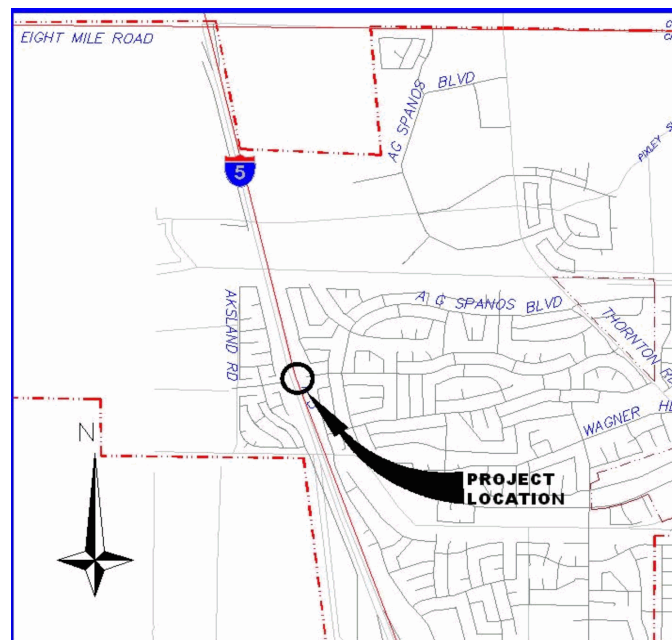 EIGHT MILE ROAD
AG SPANOS BLVD
5
AKSLAND RD
A G SPANOS BLVD
THORNTON
WAGNER
N
PROJECT
LOCATION